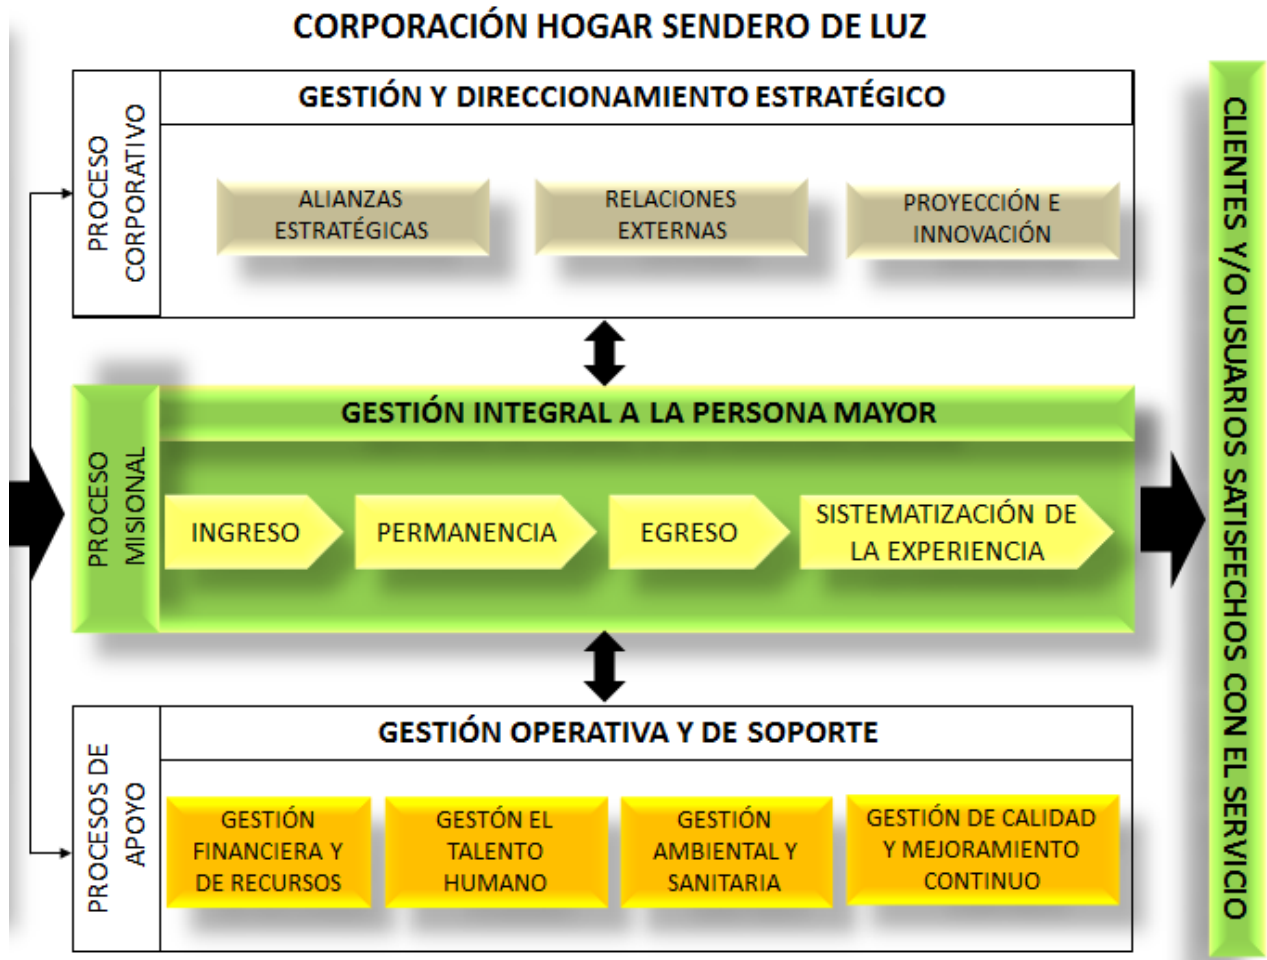 CORPORACIÓN HOGAR SENDERO DE LUZ
PROCESO
CORPORATIVO
GESTIÓN Y DIRECCIONAMIENTO ESTRATÉGICO
ALIANZAS
ESTRATÉGICAS
RELACIONES
EXTERNAS
PROYECCIÓN E
INNOVACIÓN
PROCESO
MISIONAL
GESTIÓN INTEGRAL A LA PERSONA MAYOR
INGRESO
PERMANENCIA
EGRESO
SISTEMATIZACIÓN DE
LA EXPERIENCIA
PROCESOS DE
APOYO
GESTIÓN OPERATIVA Y DE SOPORTE
GESTIÓN
FINANCIERA Y
DE RECURSOS
GESTÓN EL
TALENTO
HUMANO
GESTIÓN
AMBIENTAL Y
SANITARIA
GESTIÓN DE CALIDAD
Y MEJORAMIENTO
CONTINUO
CLIENTES Y/O USUARIOS SATISFECHOS CON EL SERVICIO